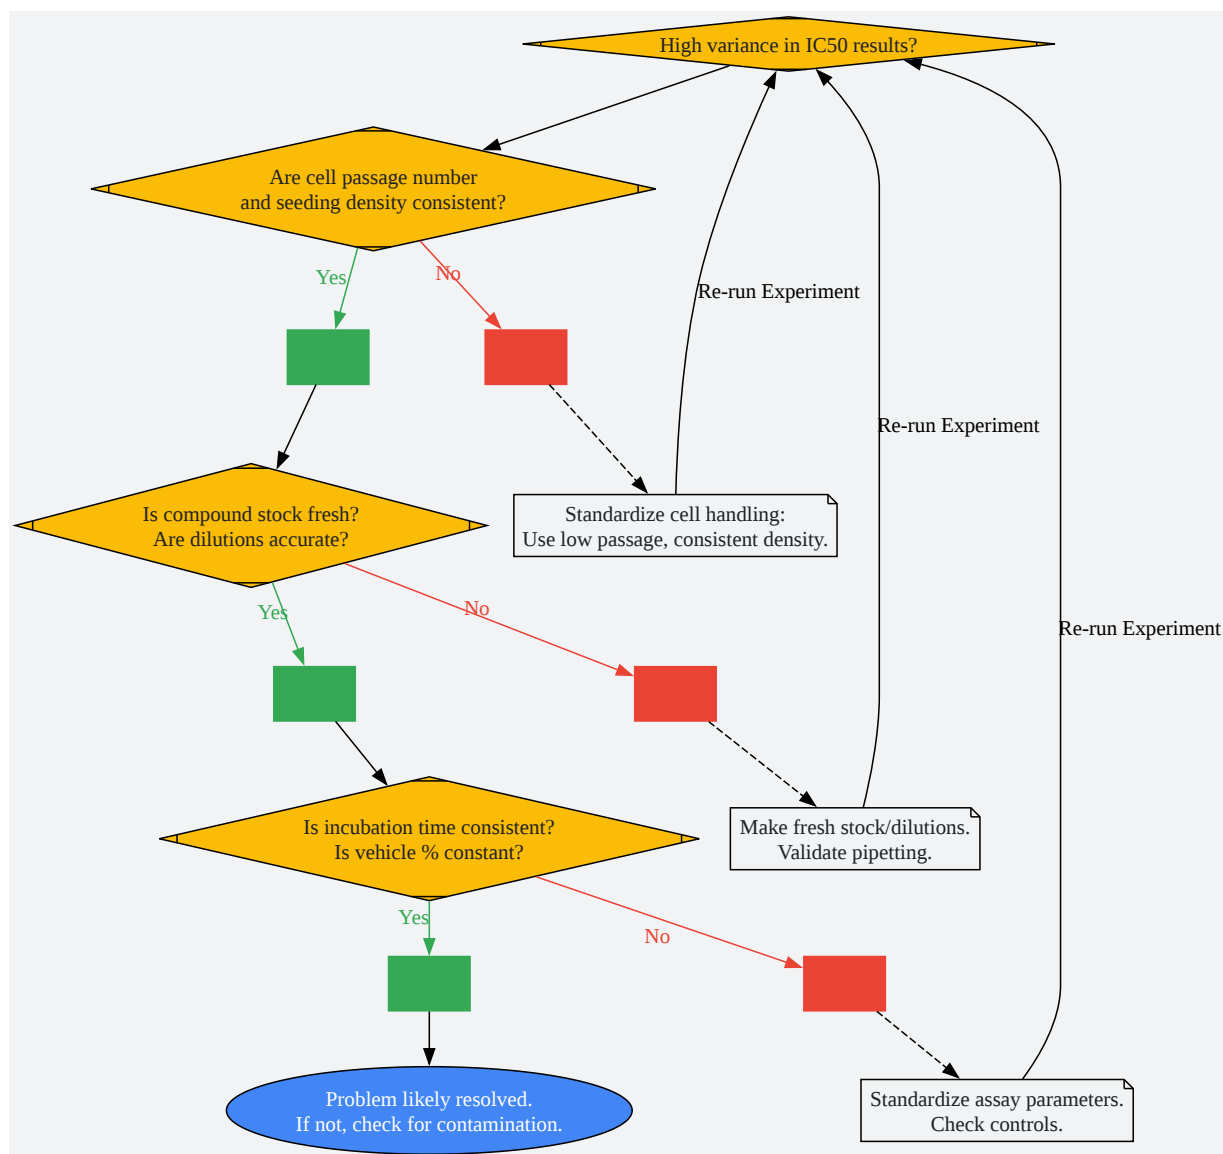 High variance in IC50 results?
Are cell passage number
and seeding density consistent?
Yes
No
Re-run Experiment
Re-run Experiment
Is compound stock fresh?
Are dilutions accurate?
Standardize cell handling:
Use low passage, consistent density.
Yes
No
Re-run Experiment
Is incubation time consistent?
Is vehicle % constant?
Make fresh stock/dilutions.
Validate pipetting.
Yes
No
Problem likely resolved.
If not, check for contamination.
Standardize assay parameters.
Check controls.